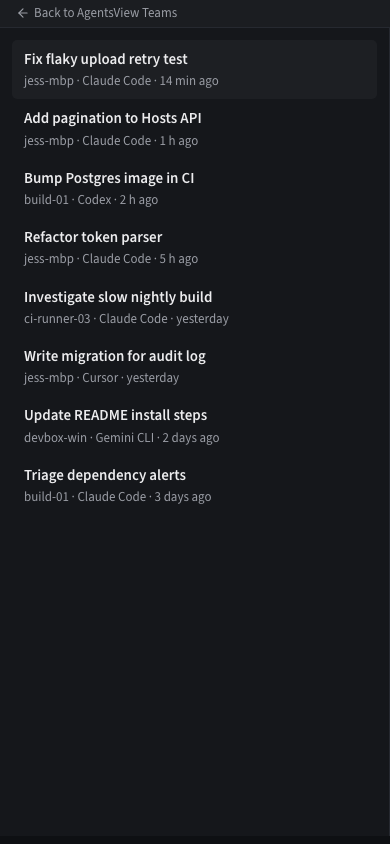 ← Back to AgentsView Teams
Fix flaky upload retry test
jess-mbp · Claude Code · 14 min ago
Add pagination to Hosts API
jess-mbp · Claude Code · 1 h ago
Bump Postgres image in CI
build-01 · Codex · 2 h ago
Refactor token parser
jess-mbp · Claude Code · 5 h ago
Investigate slow nightly build
ci-runner-03 · Claude Code · yesterday
Write migration for audit log
jess-mbp · Cursor · yesterday
Update README install steps
devbox-win · Gemini CLI · 2 days ago
Triage dependency alerts
build-01 · Claude Code · 3 days ago